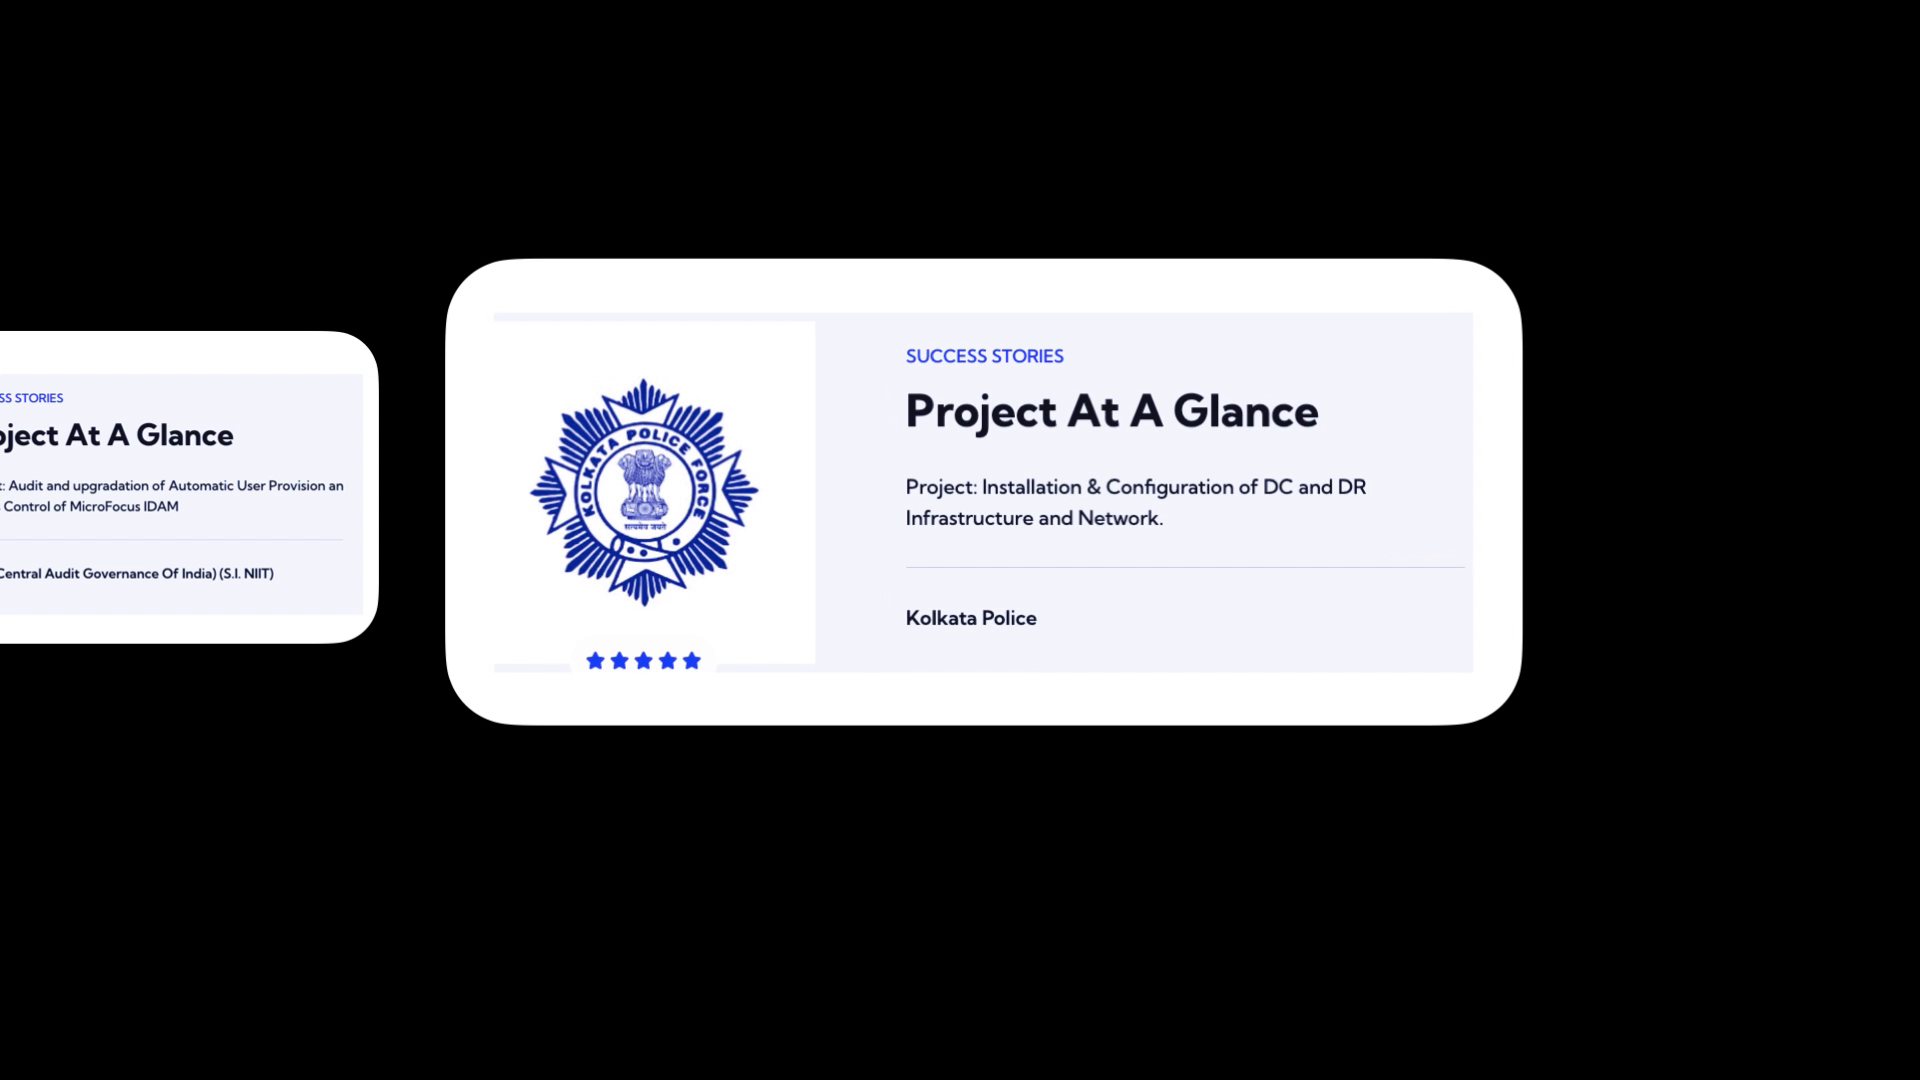 SS STORIES
ject At A Glance
t: Audit and upgradation of Automatic User Provision an
Control of MicroFocus IDAM
Central Audit Governance Of India) (S.I. NIIT)
KOLKATA POLICE FORCE
सत्यमेव जयते
SUCCESS STORIES
Project At A Glance
Project: Installation & Configuration of DC and DR
Infrastructure and Network.
Kolkata Police